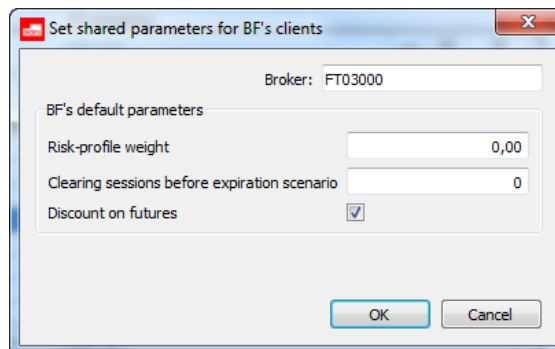 Set shared parameters for BF's clients
Broker: FT03000
BF's default parameters
Risk-profile weight 0,00
Clearing sessions before expiration scenario 0
Discount on futures
OK Cancel